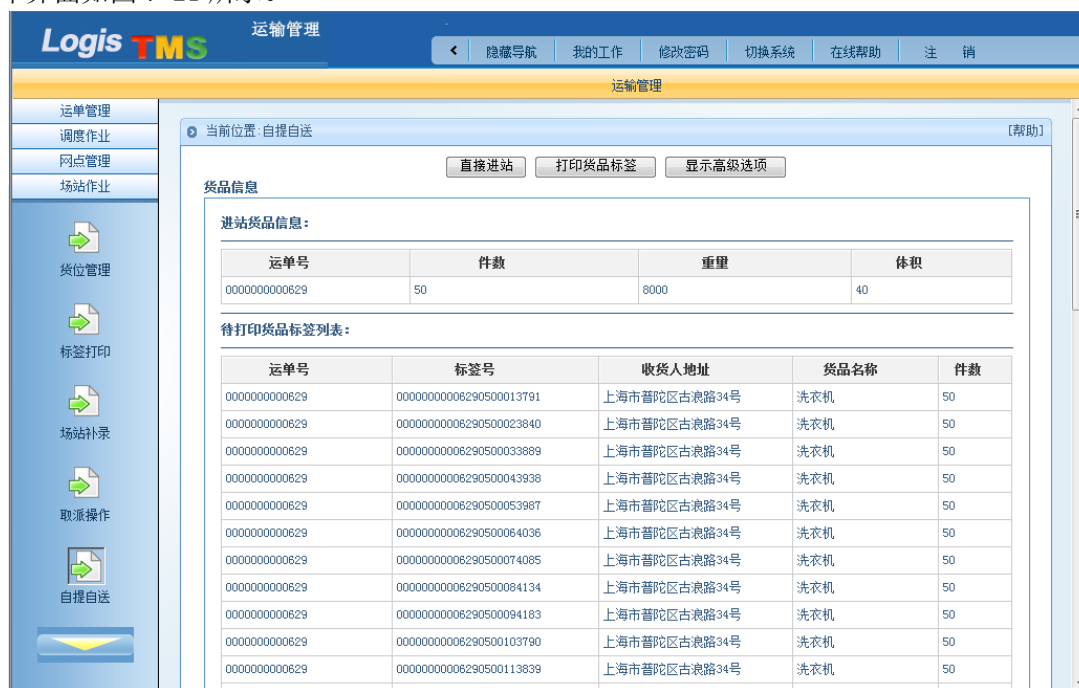 Logis TMS
运输管理
隐藏导航 我的工作 修改密码 切换系统 在线帮助 注 销
运输管理
运单管理
调度作业
网点管理
场站作业
货位管理
标签打印
场站补录
取派操作
自提自送
当前位置:自提自送 [帮助]
直接进站 打印货品标签 显示高级选项
货品信息
进站货品信息:
运单号 件数 重量 体积
0000000000629 50 8000 40
待打印货品标签列表:
运单号 标签号 收货人地址 货品名称 件数
0000000000629 00000000006290500013791 上海市普陀区古浪路34号 洗衣机 50
0000000000629 00000000006290500023840 上海市普陀区古浪路34号 洗衣机 50
0000000000629 00000000006290500033889 上海市普陀区古浪路34号 洗衣机 50
0000000000629 00000000006290500043938 上海市普陀区古浪路34号 洗衣机 50
0000000000629 00000000006290500053987 上海市普陀区古浪路34号 洗衣机 50
0000000000629 00000000006290500064036 上海市普陀区古浪路34号 洗衣机 50
0000000000629 00000000006290500074085 上海市普陀区古浪路34号 洗衣机 50
0000000000629 00000000006290500084134 上海市普陀区古浪路34号 洗衣机 50
0000000000629 00000000006290500094183 上海市普陀区古浪路34号 洗衣机 50
0000000000629 00000000006290500103790 上海市普陀区古浪路34号 洗衣机 50
0000000000629 00000000006290500113839 上海市普陀区古浪路34号 洗衣机 50